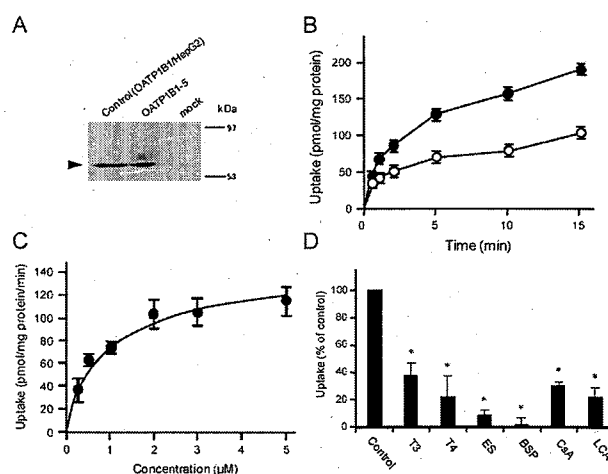 A
Control (OATP1B1/HepG2)
OATP1B1-5
mock
kDa
97
53
B
Uptake (pmol/mg protein)
200
150
100
50
0
0
5
10
15
Time (min)
C
Uptake (pmol/mg protein/min)
140
120
100
80
60
40
20
0
0
1
2
3
4
5
Concentration (μM)
D
Uptake (% of control)
100
80
60
40
20
0
*
*
*
*
*
*
Control
T3
T4
ES
BSP
CsA